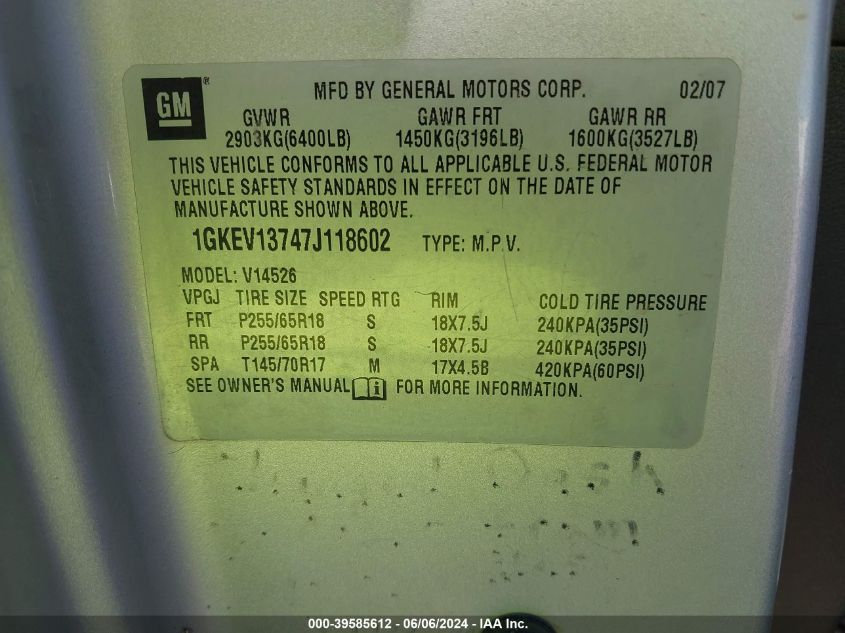 GM ® MFD BY GENERAL MOTORS CORP. 02/07
GVWR GAWR FRT GAWR RR
2903KG(6400LB) 1450KG(3196LB) 1600KG(3527LB)
THIS VEHICLE CONFORMS TO ALL APPLICABLE U.S. FEDERAL MOTOR
VEHICLE SAFETY STANDARDS IN EFFECT ON THE DATE OF
MANUFACTURE SHOWN ABOVE.
1GKEV13747J118602 TYPE: M.P.V.
MODEL: V14526
VPGJ TIRE SIZE SPEED RTG RIM COLD TIRE PRESSURE
FRT P255/65R18 S 18X7.5J 240KPA(35PSI)
RR P255/65R18 S 18X7.5J 240KPA(35PSI)
SPA T145/70R17 M 17X4.5B 420KPA(60PSI)
SEE OWNER'S MANUAL FOR MORE INFORMATION.
000-39585612 - 06/06/2024 - IAA Inc.